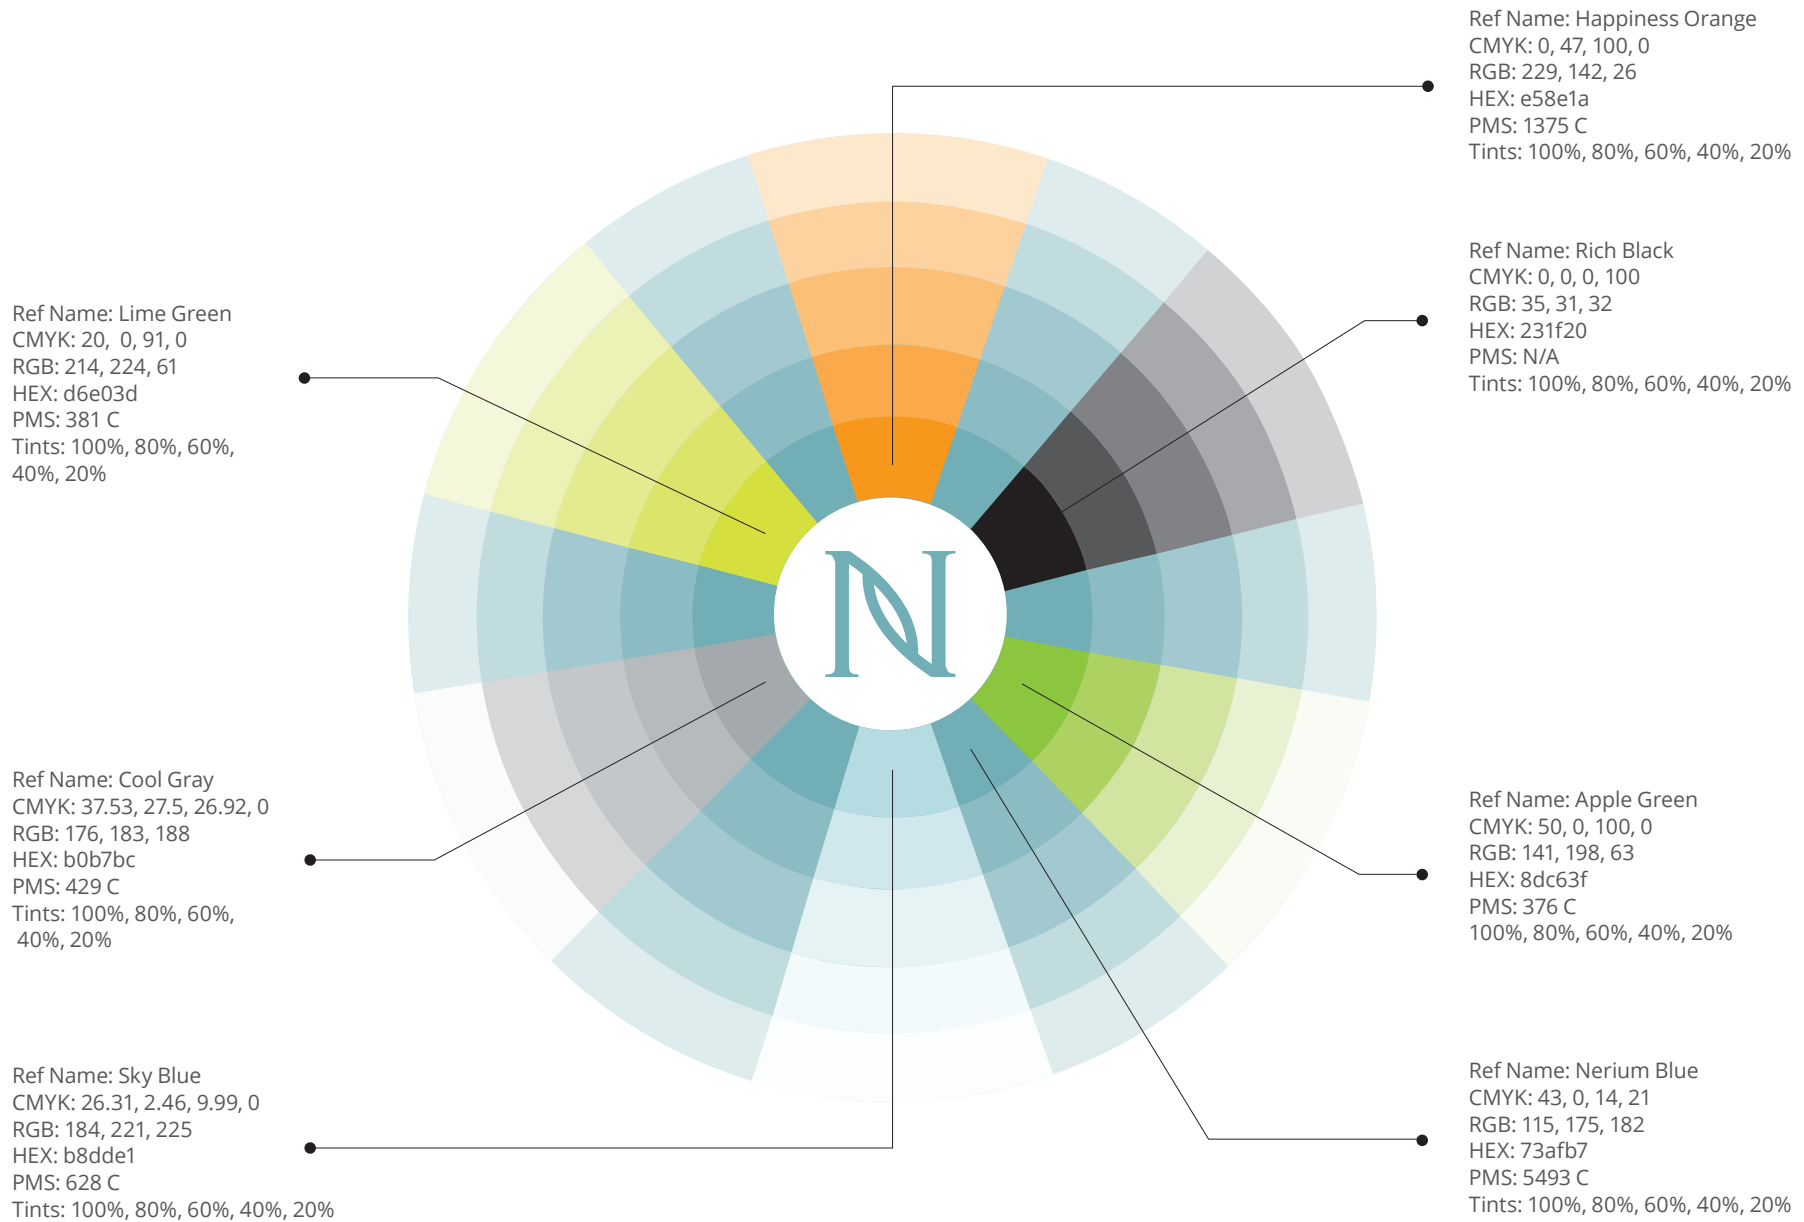 Ref Name: Happiness Orange
CMYK: 0, 47, 100, 0
RGB: 229, 142, 26
HEX: e58e1a
PMS: 1375 C
Tints: 100%, 80%, 60%, 40%, 20%
Ref Name: Rich Black
CMYK: 0, 0, 0, 100
RGB: 35, 31, 32
HEX: 231f20
PMS: N/A
Tints: 100%, 80%, 60%, 40%, 20%
Ref Name: Lime Green
CMYK: 20,  0, 91, 0
RGB: 214, 224, 61
HEX: d6e03d
PMS: 381 C
Tints: 100%, 80%, 60%,
40%, 20%
N
Ref Name: Cool Gray
CMYK: 37.53, 27.5, 26.92, 0
RGB: 176, 183, 188
HEX: b0b7bc
PMS: 429 C
Tints: 100%, 80%, 60%,
40%, 20%
Ref Name: Apple Green
CMYK: 50, 0, 100, 0
RGB: 141, 198, 63
HEX: 8dc63f
PMS: 376 C
100%, 80%, 60%, 40%, 20%
Ref Name: Sky Blue
CMYK: 26.31, 2.46, 9.99, 0
RGB: 184, 221, 225
HEX: b8dde1
PMS: 628 C
Tints: 100%, 80%, 60%, 40%, 20%
Ref Name: Nerium Blue
CMYK: 43, 0, 14, 21
RGB: 115, 175, 182
HEX: 73afb7
PMS: 5493 C
Tints: 100%, 80%, 60%, 40%, 20%